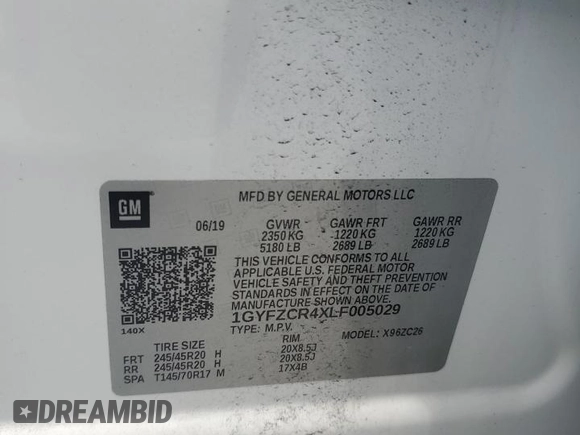 GM
MFD BY GENERAL MOTORS LLC
06/19
GVWR GAWR FRT GAWR RR
2350 KG 1220 KG 1220 KG
5180 LB 2689 LB 2689 LB
THIS VEHICLE CONFORMS TO ALL
APPLICABLE U.S. FEDERAL MOTOR
VEHICLE SAFETY AND THEFT PREVENTION
STANDARDS IN EFFECT ON THE DATE OF
MANUFACTURE SHOWN ABOVE.
1GYFZCR4XLF005029
TYPE: M.P.V. MODEL: X96ZC26
140X
TIRE SIZE RIM
FRT 245/45R20 H 20X8.5J
RR 245/45R20 H 20X8.5J
SPA T145/70R17 M 17X4B
DREAMBID